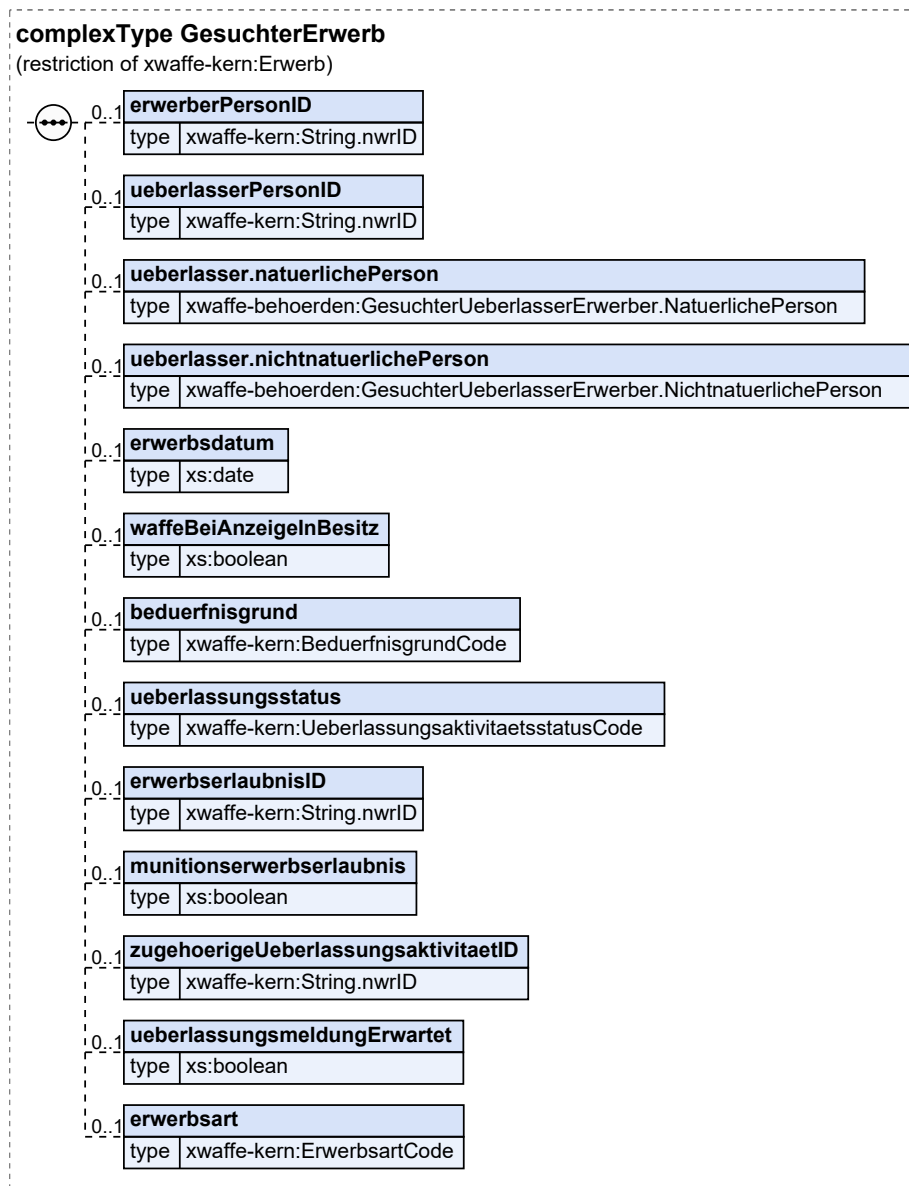 complexType GesuchterErwerb
(restriction of xwaffe-kern:Erwerb)
0..1 erwerberPersonID
type xwaffe-kern:String.nwrID
0..1 ueberlasserPersonID
type xwaffe-kern:String.nwrID
0..1 ueberlasser.natuerlichePerson
type xwaffe-behoerden:GesuchterUeberlasserErwerber.NatuerlichePerson
0..1 ueberlasser.nichtnatuerlichePerson
type xwaffe-behoerden:GesuchterUeberlasserErwerber.NichtnatuerlichePerson
0..1 erwerbsdatum
type xs:date
0..1 waffeBeiAnzeigeInBesitz
type xs:boolean
0..1 beduerfnisgrund
type xwaffe-kern:BeduerfnisgrundCode
0..1 ueberlassungsstatus
type xwaffe-kern:UeberlassungsaktivitaetsstatusCode
0..1 erwerbserlaubnisID
type xwaffe-kern:String.nwrID
0..1 munitionserwerbserlaubnis
type xs:boolean
0..1 zugehoerigeUeberlassungsaktivitaetID
type xwaffe-kern:String.nwrID
0..1 ueberlassungsmeldungErwartet
type xs:boolean
0..1 erwerbsart
type xwaffe-kern:ErwerbsartCode